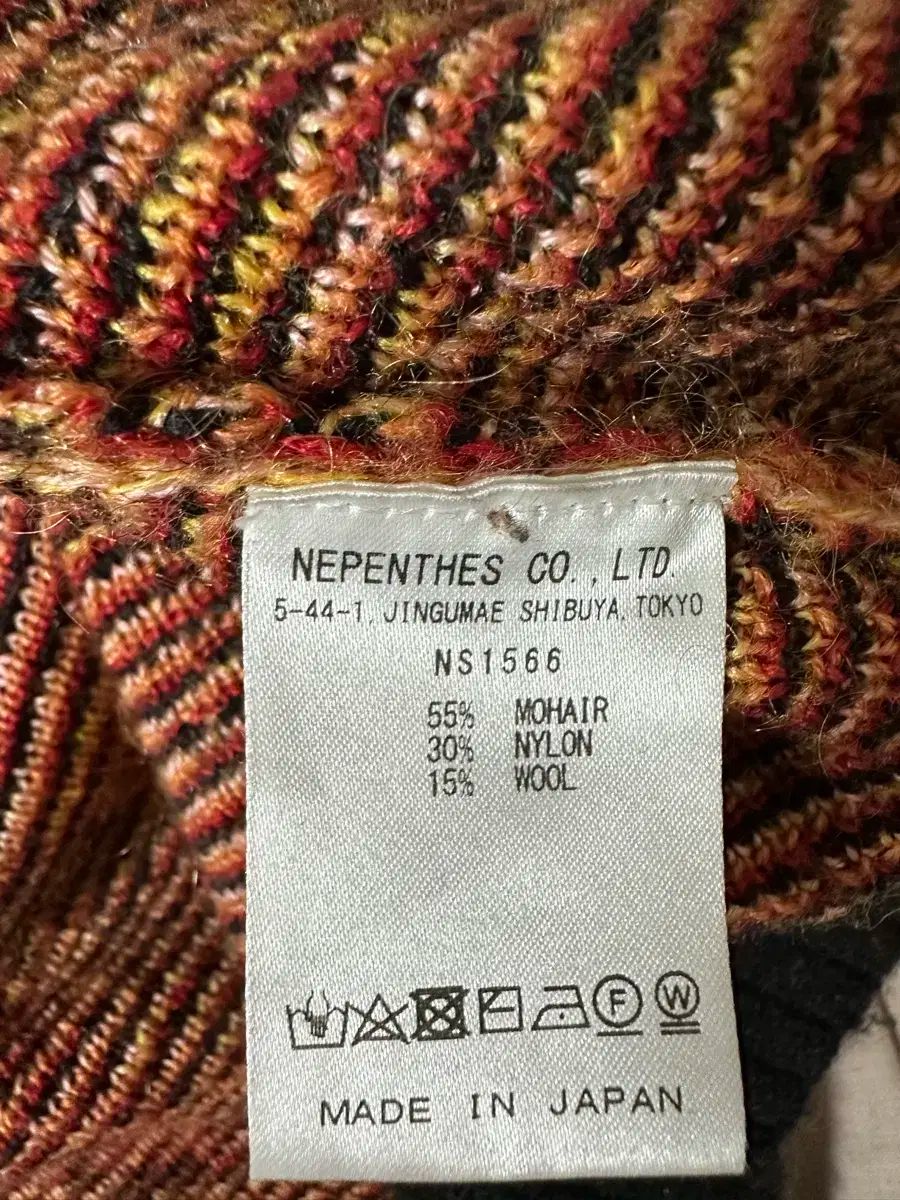 NEPENTHES CO., LTD.
5-44-1, JINGUMAE SHIBUYA, TOKYO
NS1566
55% MOHAIR
30% NYLON
15% WOOL
F W
MADE IN JAPAN